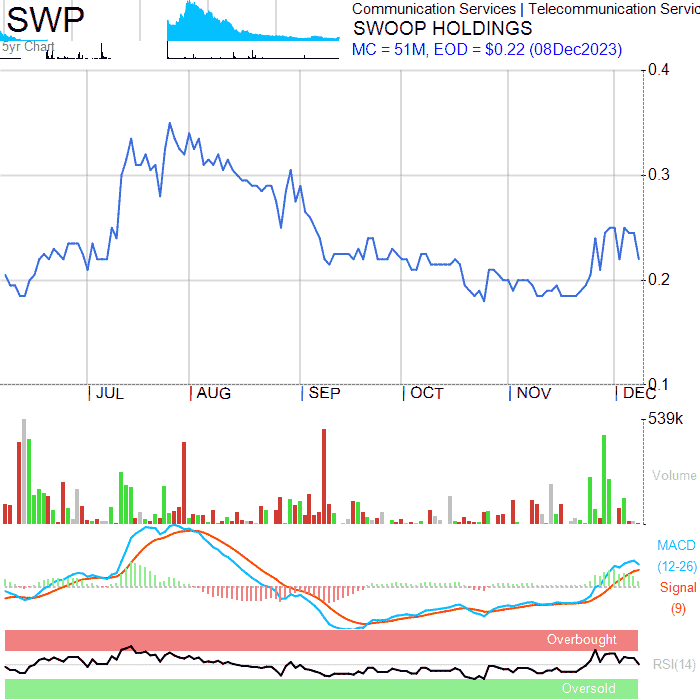 SWP
5yr Chart
Communication Services | Telecommunication Servic
SWOOP HOLDINGS
MC = 51M, EOD = $0.22 (08Dec2023)
0.4
0.3
0.2
0.1
JUL
AUG
SEP
OCT
NOV
DEC
539k
Volume
MACD
(12-26)
Signal
(9)
Overbought
RSI(14)
Oversold